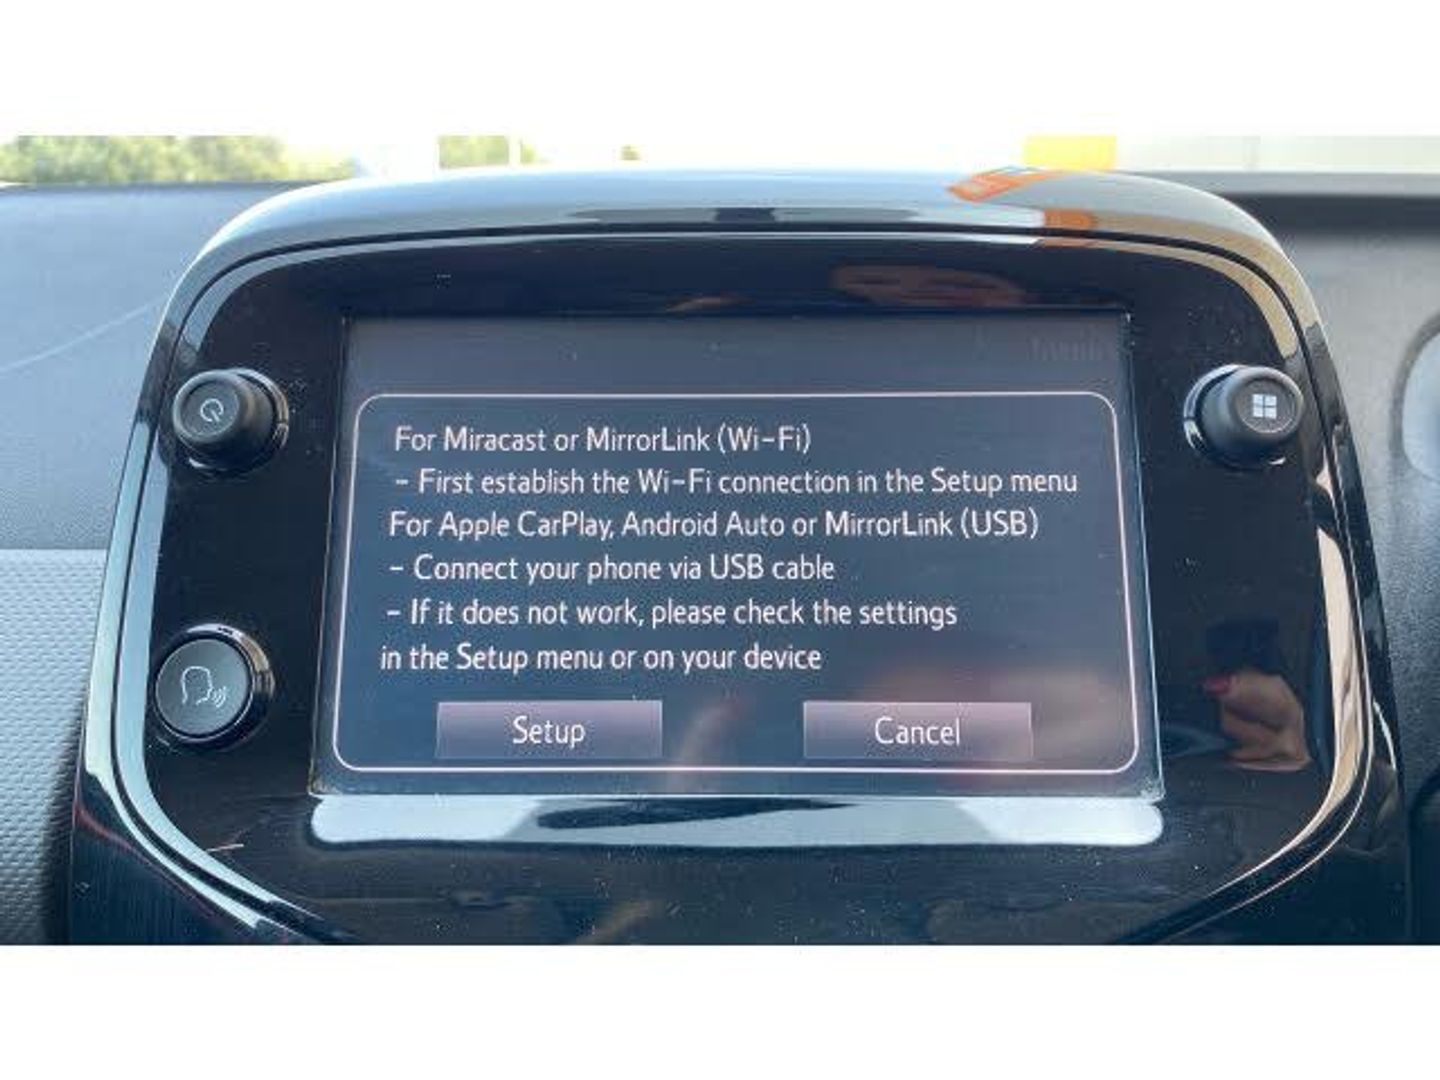 For Miracast or MirrorLink (Wi-Fi)
- First establish the Wi-Fi connection in the Setup menu
For Apple CarPlay, Android Auto or MirrorLink (USB)
- Connect your phone via USB cable
- If it does not work, please check the settings
in the Setup menu or on your device
Setup
Cancel